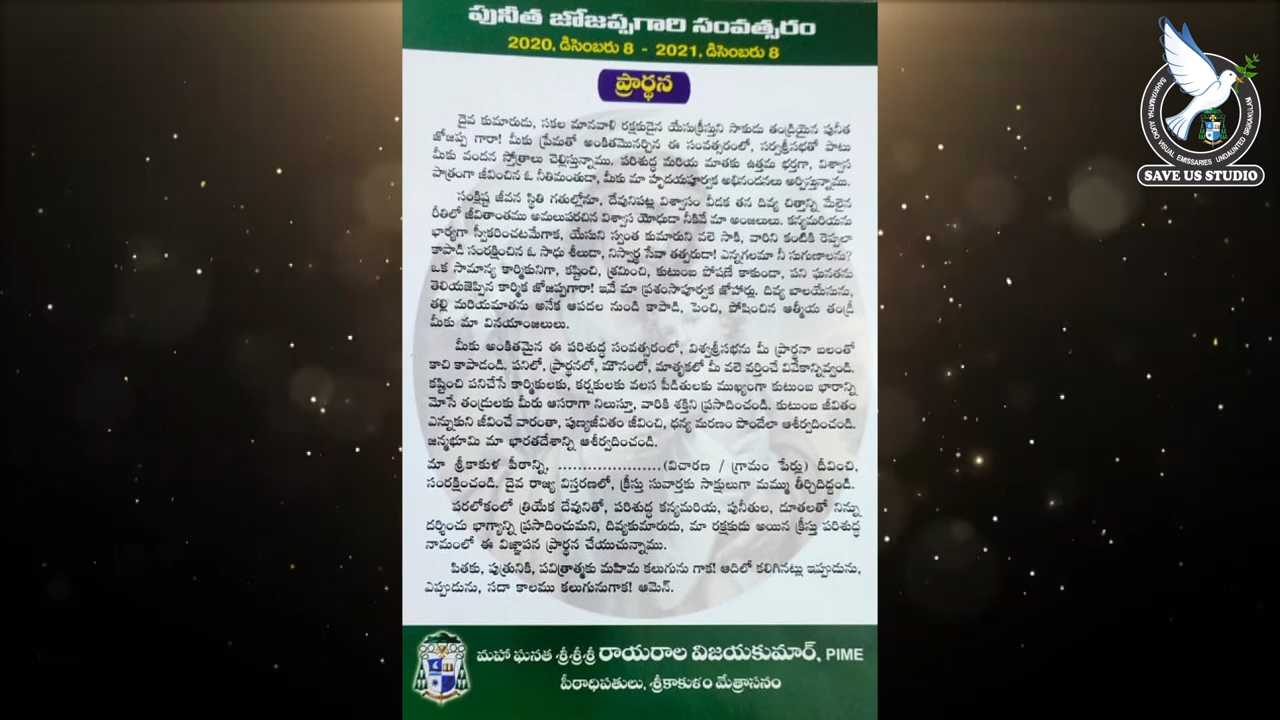 పునీత జోజప్పగారి సంవత్సరం
2020, డిసెంబరు 8 - 2021, డిసెంబరు 8
ప్రార్థన
దైవ కుమారుడు, సకల మానవాళి రక్షకుడైన యేసుక్రీస్తుని సాకుడు తండ్రియైన పునీత
జోజప్ప గారా! మీకు ప్రేమతో అంకితమొనర్చిన ఈ సంవత్సరంలో, సర్వశ్రీసభతో పాటు
మీకు వందన స్తోత్రాలు చెల్లిస్తున్నాము. పరిశుద్ధ మరియ మాతకు ఉత్తమ భర్తగా, విశ్వాస
పాత్రంగా జీవించిన ఓ నీతిమంతుడా, మీకు మా హృదయపూర్వక అభినందనలు అర్పిస్తున్నాము.
సంక్లిష్ట జీవన స్థితి గతుల్లోనూ, దేవునిపట్ల విశ్వాసం వీడక తన దివ్య చిత్తాన్ని మేలైన
రీతిలో జీవితాంతము అమలుపరచిన విశ్వాస యోధుడా నీకివే మా అంజలులు. కన్యమరియను
భార్యగా స్వీకరించటమేగాక, యేసుని స్వంత కుమారుని వలె సాకి, వారిని కంటికి రెప్పలా
కాపాడి సంరక్షించిన ఓ సాధు శీలుడా, నిస్వార్థ సేవా తత్పరుడా! ఎన్నగలమా నీ సుగుణాలను?
ఒక సామాన్య కార్మికునిగా, కష్టించి, శ్రమించి, కుటుంబ పోషణే కాకుండా, పని ఘనతను
తెలియజెప్పిన కార్మిక జోజప్పగారా! ఇవే మా ప్రశంసాపూర్వక జోహార్లు. దివ్య బాలయేసును,
తల్లి మరియమాతను అనేక ఆపదల నుండి కాపాడి, పెంచి, పోషించిన ఆత్మీయ తండ్రీ
మీకు మా వినయాంజలులు.
మీకు అంకితమైన ఈ పరిశుద్ధ సంవత్సరంలో, విశ్వశ్రీసభను మీ ప్రార్థనా బలంతో
కాచి కాపాడండి. పనిలో, ప్రార్థనలో, మౌనంలో, మాతృకలో మీ వలె వర్తించే వివేకాన్నివ్వండి.
కష్టించి పనిచేసే కార్మికులకు, కర్షకులకు వలస పీడితులకు ముఖ్యంగా కుటుంబ భారాన్ని
మోసే తండ్రులకు మీరు ఆసరాగా నిలుస్తూ, వారికి శక్తిని ప్రసాదించండి. కుటుంబ జీవితం
ఎన్నుకుని జీవించే వారంతా, పుణ్యజీవితం జీవించి, ధన్య మరణం పొందేలా ఆశీర్వదించండి.
జన్మభూమి మా భారతదేశాన్ని ఆశీర్వదించండి.
మా శ్రీకాకుళ పీఠాన్ని, .....................(విచారణ / గ్రామం పేర్లు) దీవించి,
సంరక్షించండి. దైవ రాజ్య విస్తరణలో, క్రీస్తు సువార్తకు సాక్షులుగా మమ్ము తీర్చిదిద్దండి.
పరలోకంలో త్రియేక దేవునితో, పరిశుద్ధ కన్యమరియ, పునీతుల, దూతలతో నిన్ను
దర్శించు భాగ్యాన్ని ప్రసాదించుమని, దివ్యకుమారుడు, మా రక్షకుడు అయిన క్రీస్తు పరిశుద్ధ
నామంలో ఈ విజ్ఞాపన ప్రార్థన చేయుచున్నాము.
పితకు, పుత్రునికి, పవిత్రాత్మకు మహిమ కలుగును గాక! ఆదిలో కలిగినట్లు ఇప్పుడును,
ఎప్పుడును, సదా కాలము కలుగునుగాక! ఆమెన్.
మహా ఘనత శ్రీ.శ్రీ.శ్రీ రాయరాల విజయకుమార్, PIME
పీఠాధిపతులు, శ్రీకాకుళం మేత్రాసనం
SAHAYAMATHA AUDIO VISUAL EMISSARIES UNDAUNTED SRIKAKULAM
SAVE US STUDIO